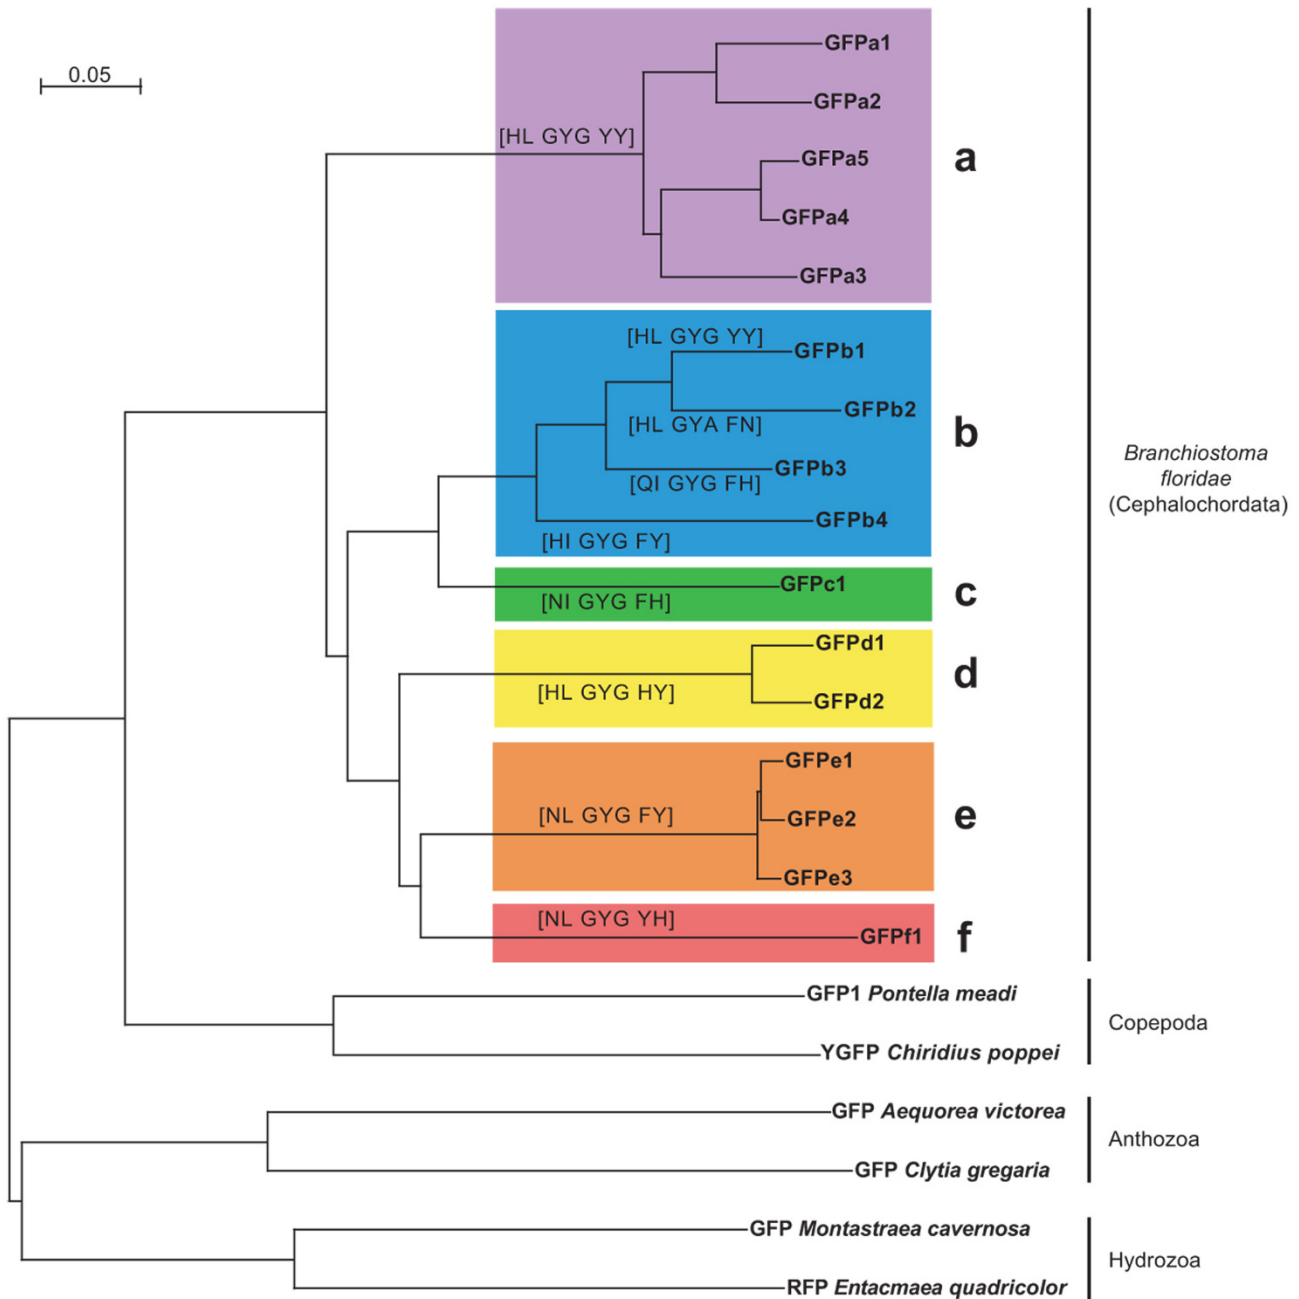 0.05
GFPa1
GFPa2
[HL GYG YY]
GFPa5
GFPa4
GFPa3
a
[HL GYG YY]
GFPb1
GFPb2
[HL GYA FN]
GFPb3
[QI GYG FH]
GFPb4
[HI GYG FY]
b
GFPc1
[NI GYG FH]
c
GFPd1
[HL GYG HY]
GFPd2
d
GFPe1
[NL GYG FY]
GFPe2
GFPe3
e
[NL GYG YH]
GFPf1
f
Branchiostoma
floridae
(Cephalochordata)
GFP1 Pontella meadi
YGFP Chiridius poppei
Copepoda
GFP Aequorea victorea
GFP Clytia gregaria
Anthozoa
GFP Montastraea cavernosa
RFP Entacmaea quadricolor
Hydrozoa